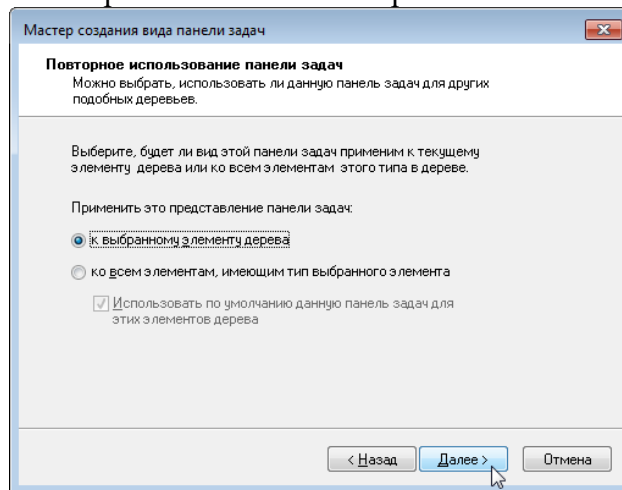 Мастер создания вида панели задач
Повторное использование панели задач
Можно выбрать, использовать ли данную панель задач для других
подобных деревьев.
Выберите, будет ли вид этой панели задач применим к текущему
элементу дерева или ко всем элементам этого типа в дереве.
Применить это представление панели задач:
к выбранному элементу дерева
ко всем элементам, имеющим тип выбранного элемента
Использовать по умолчанию данную панель задач для
этих элементов дерева
< Назад Далее > Отмена